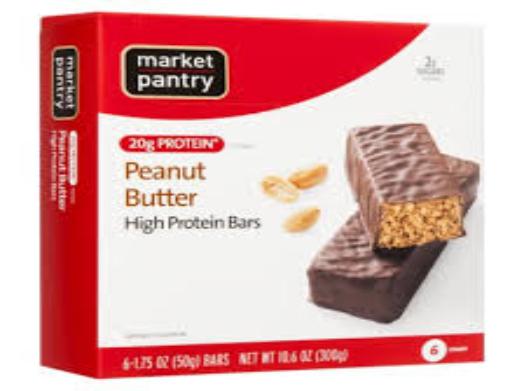 market
pantry
20g PROTEIN*
Peanut
Butter
High Protein Bars
2g
SUGARS
6-1.75 OZ (50g) BARS NET WT 10.6 OZ (300g)
6
market
pantry
Peanut Butter
High Protein Bars